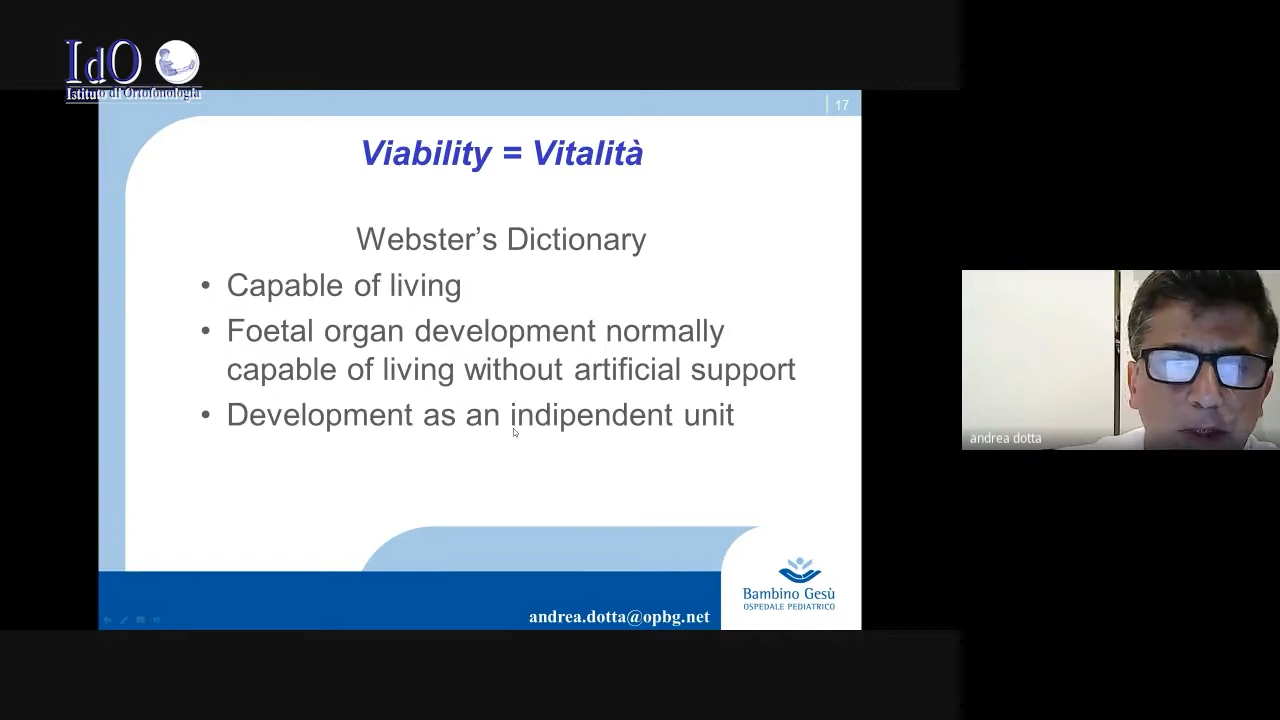 IdO
Istituto di Ortofonologia
17
Viability = Vitalità
Webster's Dictionary
• Capable of living
• Foetal organ development normally
capable of living without artificial support
• Development as an indipendent unit
andrea dotta
Bambino Gesù
OSPEDALE PEDIATRICO
andrea.dotta@opbg.net